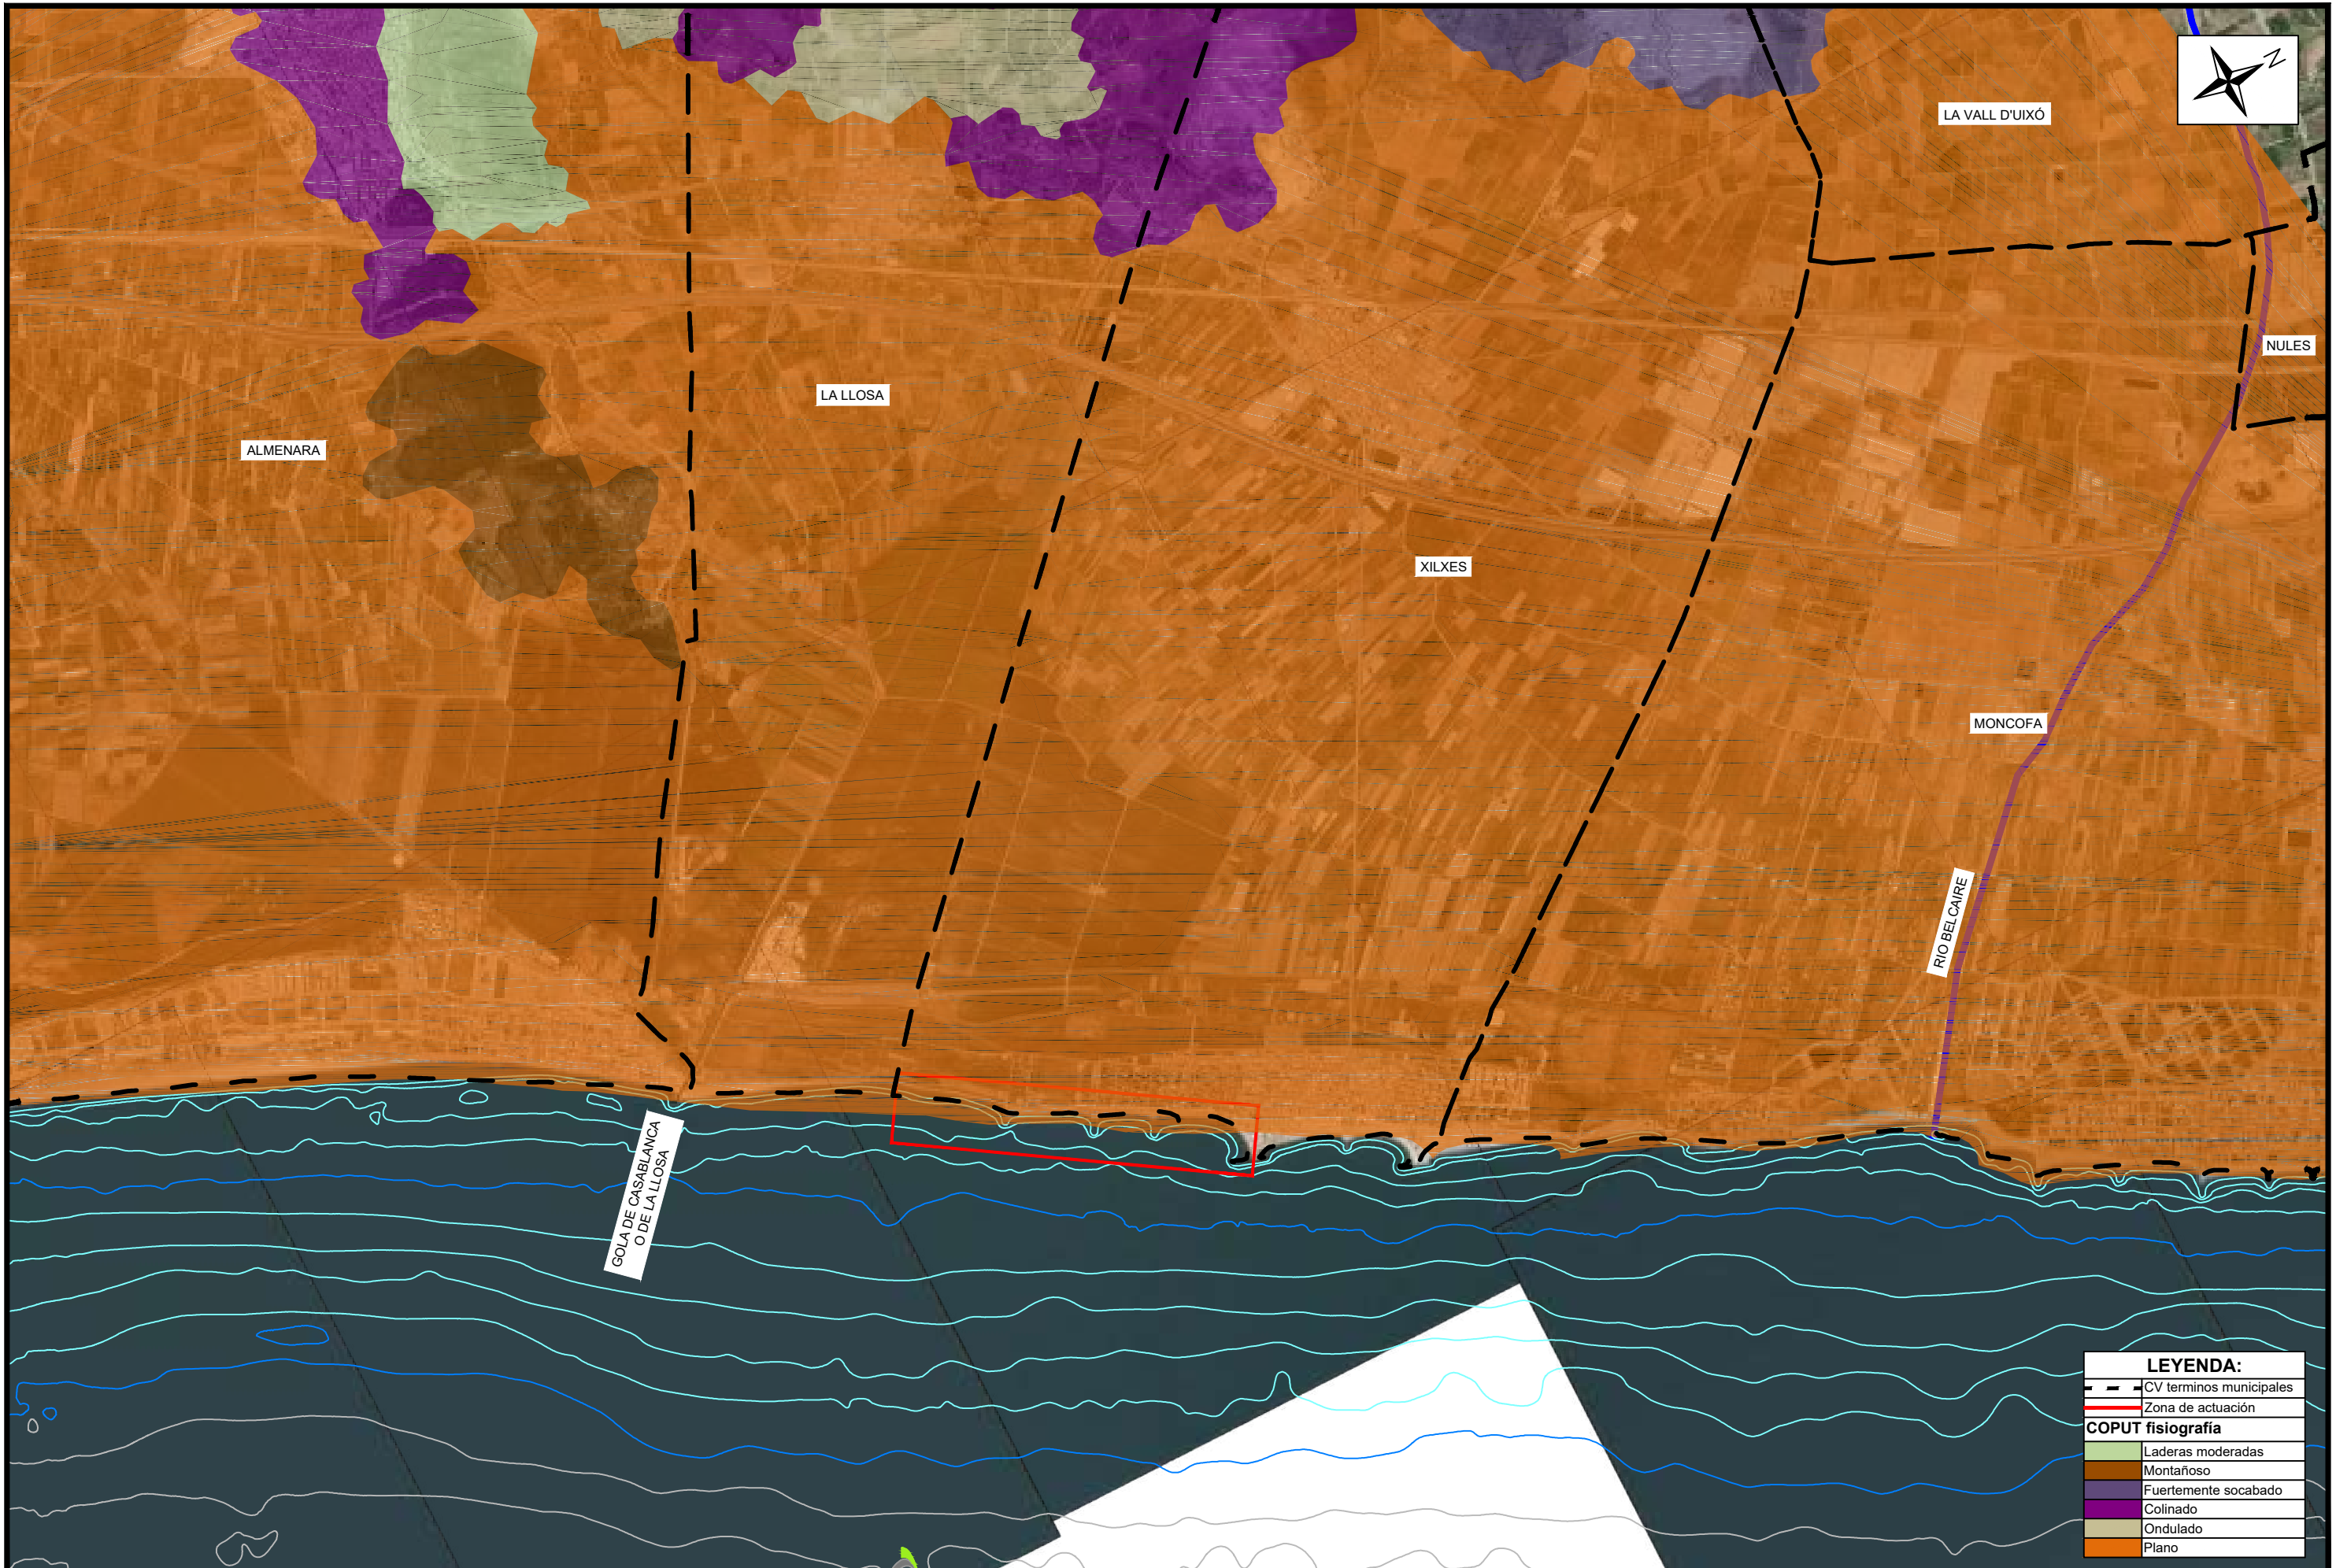 N
LA VALL D'UIXÓ
NULES
LA LLOSA
ALMENARA
XILXES
MONCOFA
RIO BELCAIRE
GOLA DE CASABLANCA
O DE LA LLOSA
LEYENDA:
CV terminos municipales
Zona de actuación
COPUT fisiografía
Laderas moderadas
Montañoso
Fuertemente socabado
Colinado
Ondulado
Plano